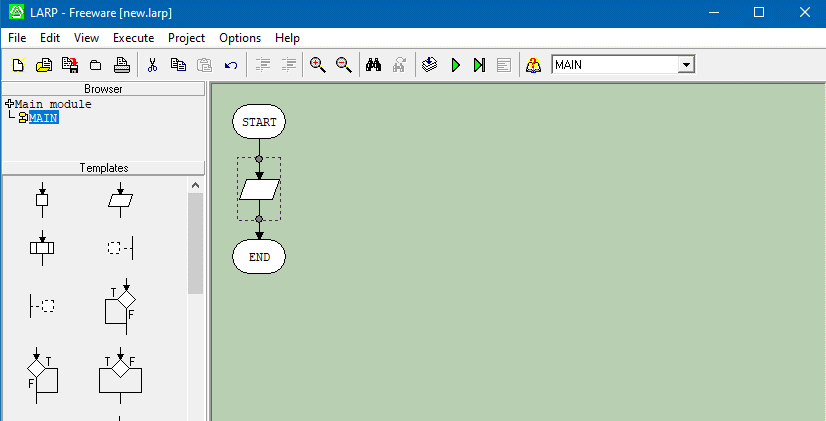 LARP - Freeware [new.larp]
File Edit View Execute Project Options Help
MAIN
Browser
Main module
MAIN
Templates
T
T
F
T
F
T F
START
END